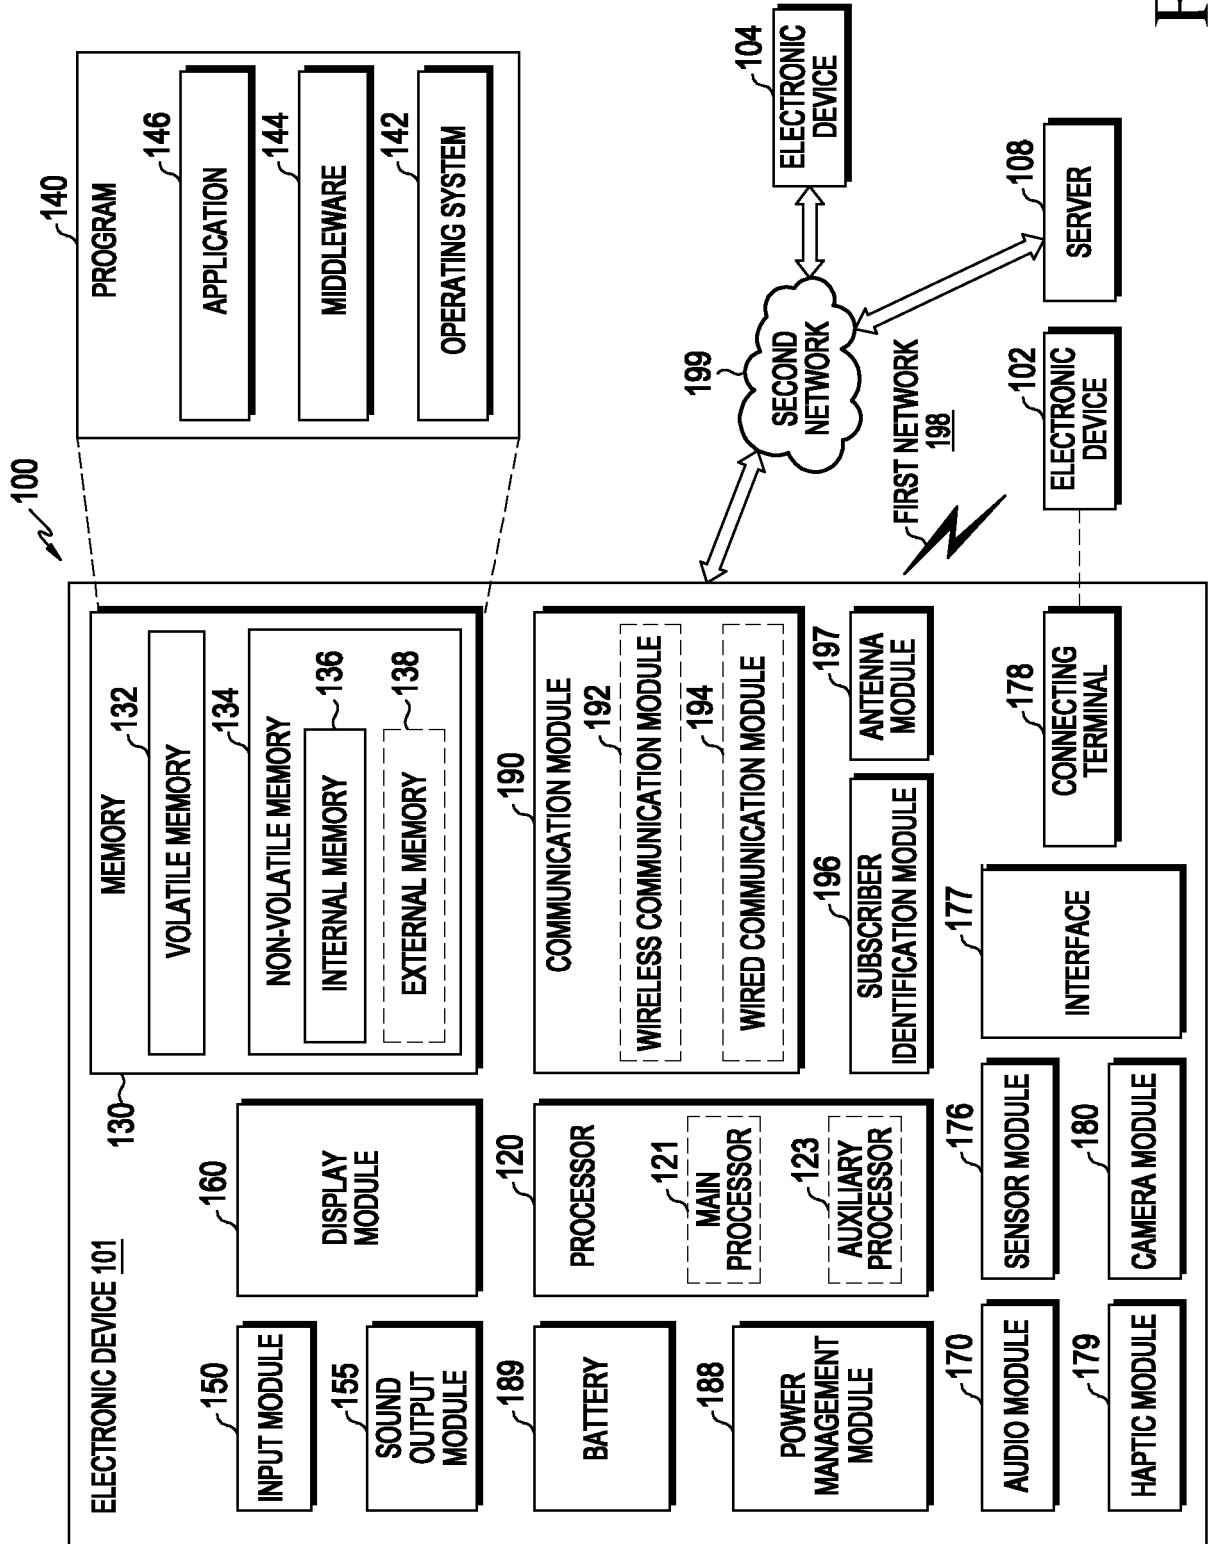 100
ELECTRONIC DEVICE 101
150
INPUT MODULE
155
SOUND
OUTPUT
MODULE
189
BATTERY
188
POWER
MANAGEMENT
MODULE
170
AUDIO MODULE
179
HAPTIC MODULE
160
DISPLAY
MODULE
120
PROCESSOR
121
MAIN
PROCESSOR
123
AUXILIARY
PROCESSOR
176
SENSOR MODULE
180
CAMERA MODULE
130
MEMORY
132
VOLATILE MEMORY
134
NON-VOLATILE MEMORY
136
INTERNAL MEMORY
138
EXTERNAL MEMORY
190
COMMUNICATION MODULE
192
WIRELESS COMMUNICATION MODULE
194
WIRED COMMUNICATION MODULE
196
SUBSCRIBER
IDENTIFICATION MODULE
197
ANTENNA
MODULE
177
INTERFACE
178
CONNECTING
TERMINAL
140
PROGRAM
146
APPLICATION
144
MIDDLEWARE
142
OPERATING SYSTEM
199
SECOND
NETWORK
104
ELECTRONIC
DEVICE
FIRST NETWORK
198
102
ELECTRONIC
DEVICE
108
SERVER